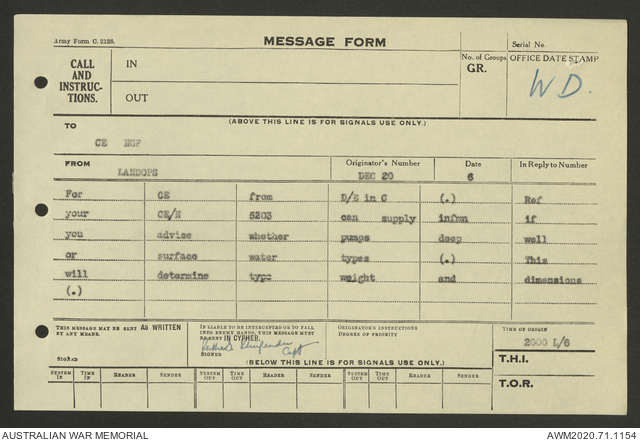 Army Form C. 2128.
MESSAGE FORM
Serial No.
CALL AND INSTRUC- TIONS.
IN
OUT
No. of Groups GR.
OFFICE DATE STAMP
WD.
(ABOVE THIS LINE IS FOR SIGNALS USE ONLY.)
TO
CE NGF
FROM LANDOPS
Originator's Number DEC 20
Date 6
In Reply to Number
For CE from D/E in C (.) Ref
your CE/N 5203 can supply infmn if
you advise whether pumps deep well
or surface water types (.) This
will determine type weight and dimensions
(.)
THIS MESSAGE MAY BE SENT AS WRITTEN BY ANY MEANS.
SIGNED
IF LIABLE TO BE INTERCEPTED OR TO FALL INTO ENEMY HANDS, THIS MESSAGE MUST BE SENT IN CYPHER.
SIGNED Capt
ORIGINATOR'S INSTRUCTIONS DEGREE OF PRIORITY
TIME OF ORIGIN
2000 L/6
(BELOW THIS LINE IS FOR SIGNALS USE ONLY.)
T.H.I.
T.O.R.
SYSTEM IN TIME IN READER SENDER SYSTEM OUT TIME OUT READER SENDER SYSTEM OUT TIME OUT READER SENDER
AUSTRALIAN WAR MEMORIAL
AWM2020.71.1154